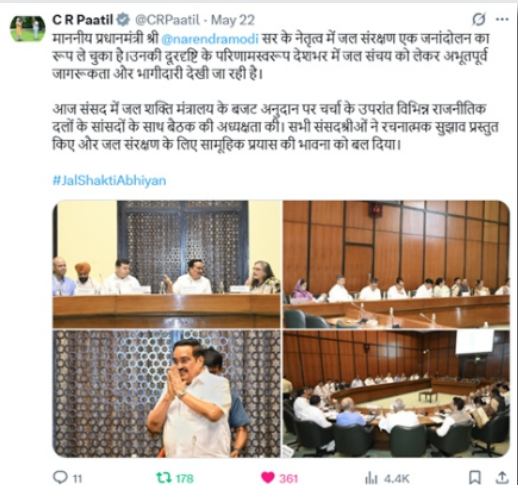 C R Paatil @CRPaatil · May 22
माननीय प्रधानमंत्री श्री @narendramodi सर के नेतृत्व में जल संरक्षण एक जनांदोलन का
रूप ले चुका है।उनकी दूरदृष्टि के परिणामस्वरूप देशभर में जल संचय को लेकर अभूतपूर्व
जागरूकता और भागीदारी देखी जा रही है।
आज संसद में जल शक्ति मंत्रालय के बजट अनुदान पर चर्चा के उपरांत विभिन्न राजनीतिक
दलों के सांसदों के साथ बैठक की अध्यक्षता की। सभी संसदश्रीओं ने रचनात्मक सुझाव प्रस्तुत
किए और जल संरक्षण के लिए सामूहिक प्रयास की भावना को बल दिया।
#JalShaktiAbhiyan
11 178 361 4.4K